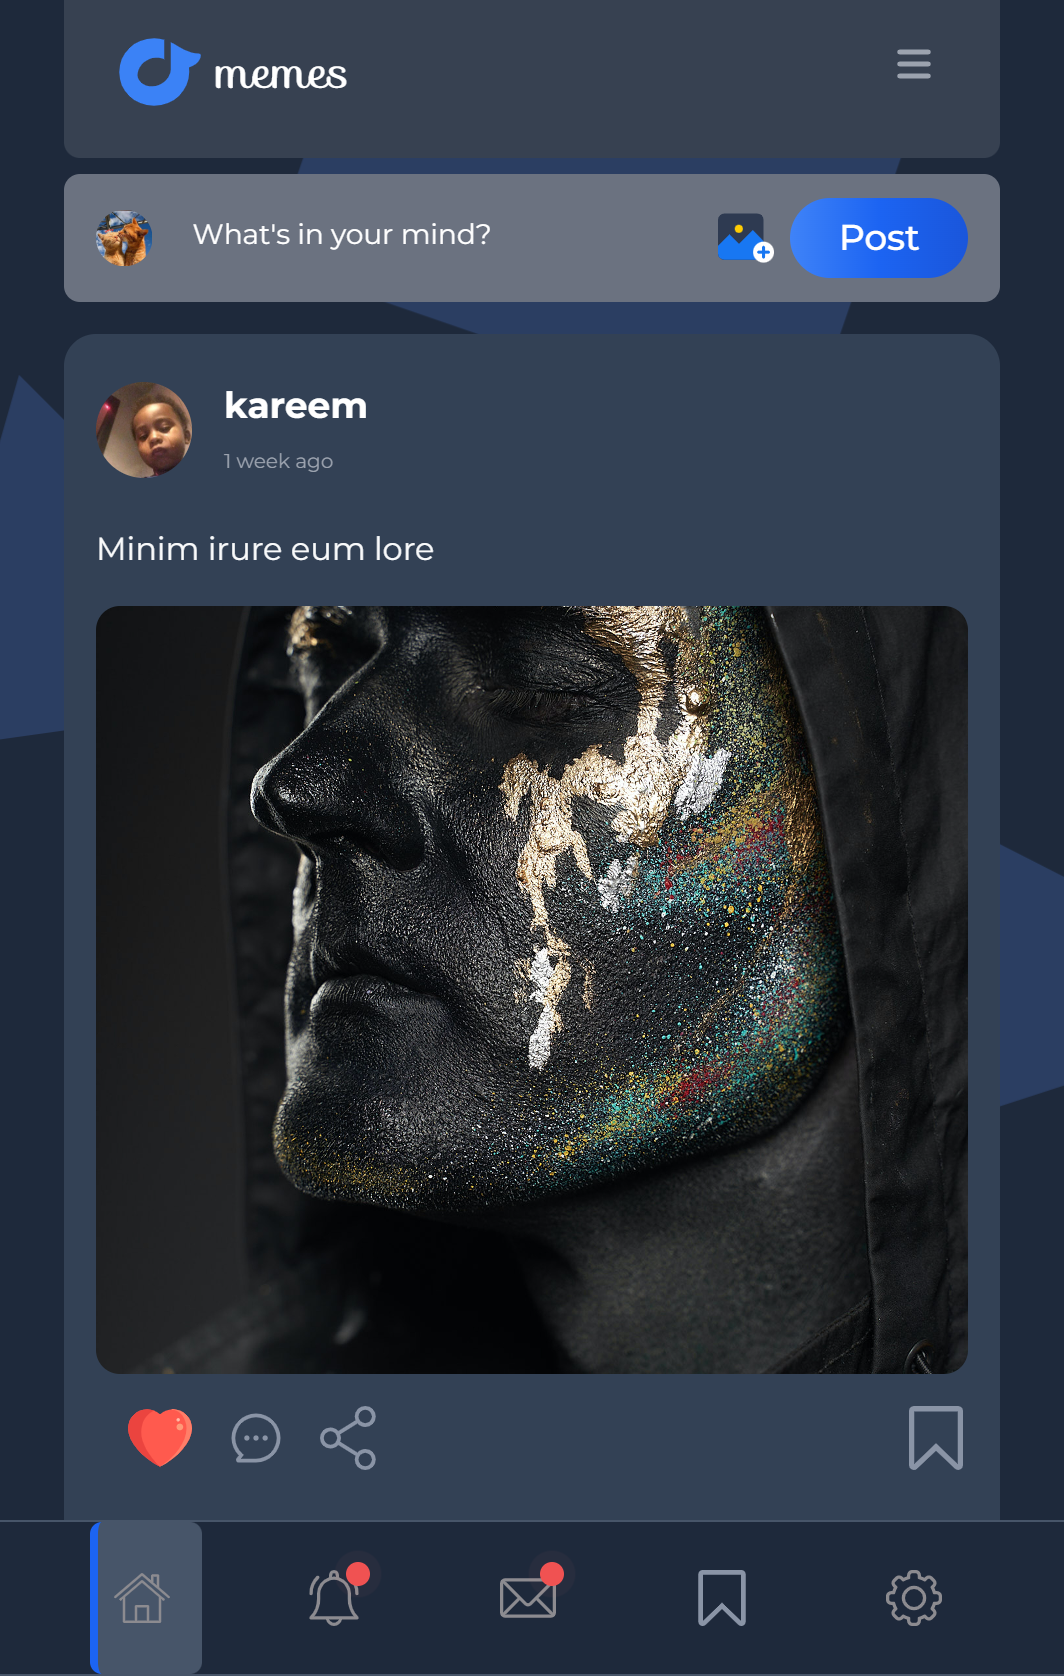 memes
What's in your mind?
Post
kareem
1 week ago
Minim irure eum lore